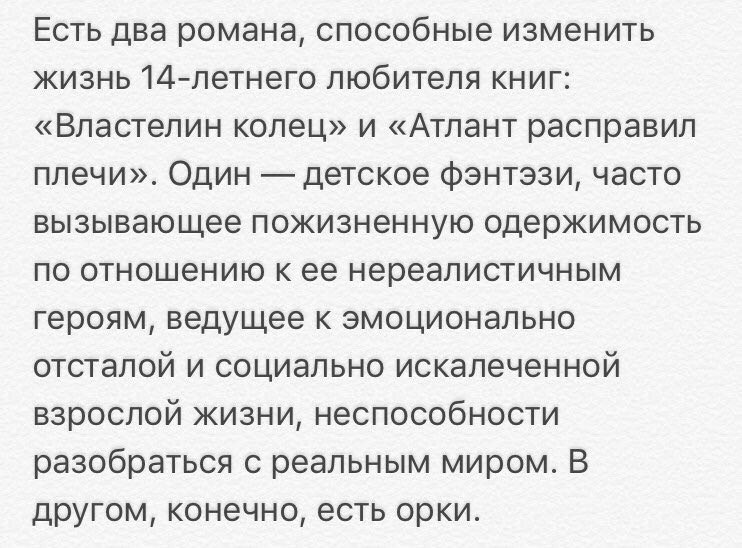 Есть два романа, способные изменить
жизнь 14-летнего любителя книг:
«Властелин колец» и «Атлант расправил
плечи». Один — детское фэнтэзи, часто
вызывающее пожизненную одержимость
по отношению к ее нереалистичным
героям, ведущее к эмоционально
отсталой и социально искалеченной
взрослой жизни, неспособности
разобраться с реальным миром. В
другом, конечно, есть орки.